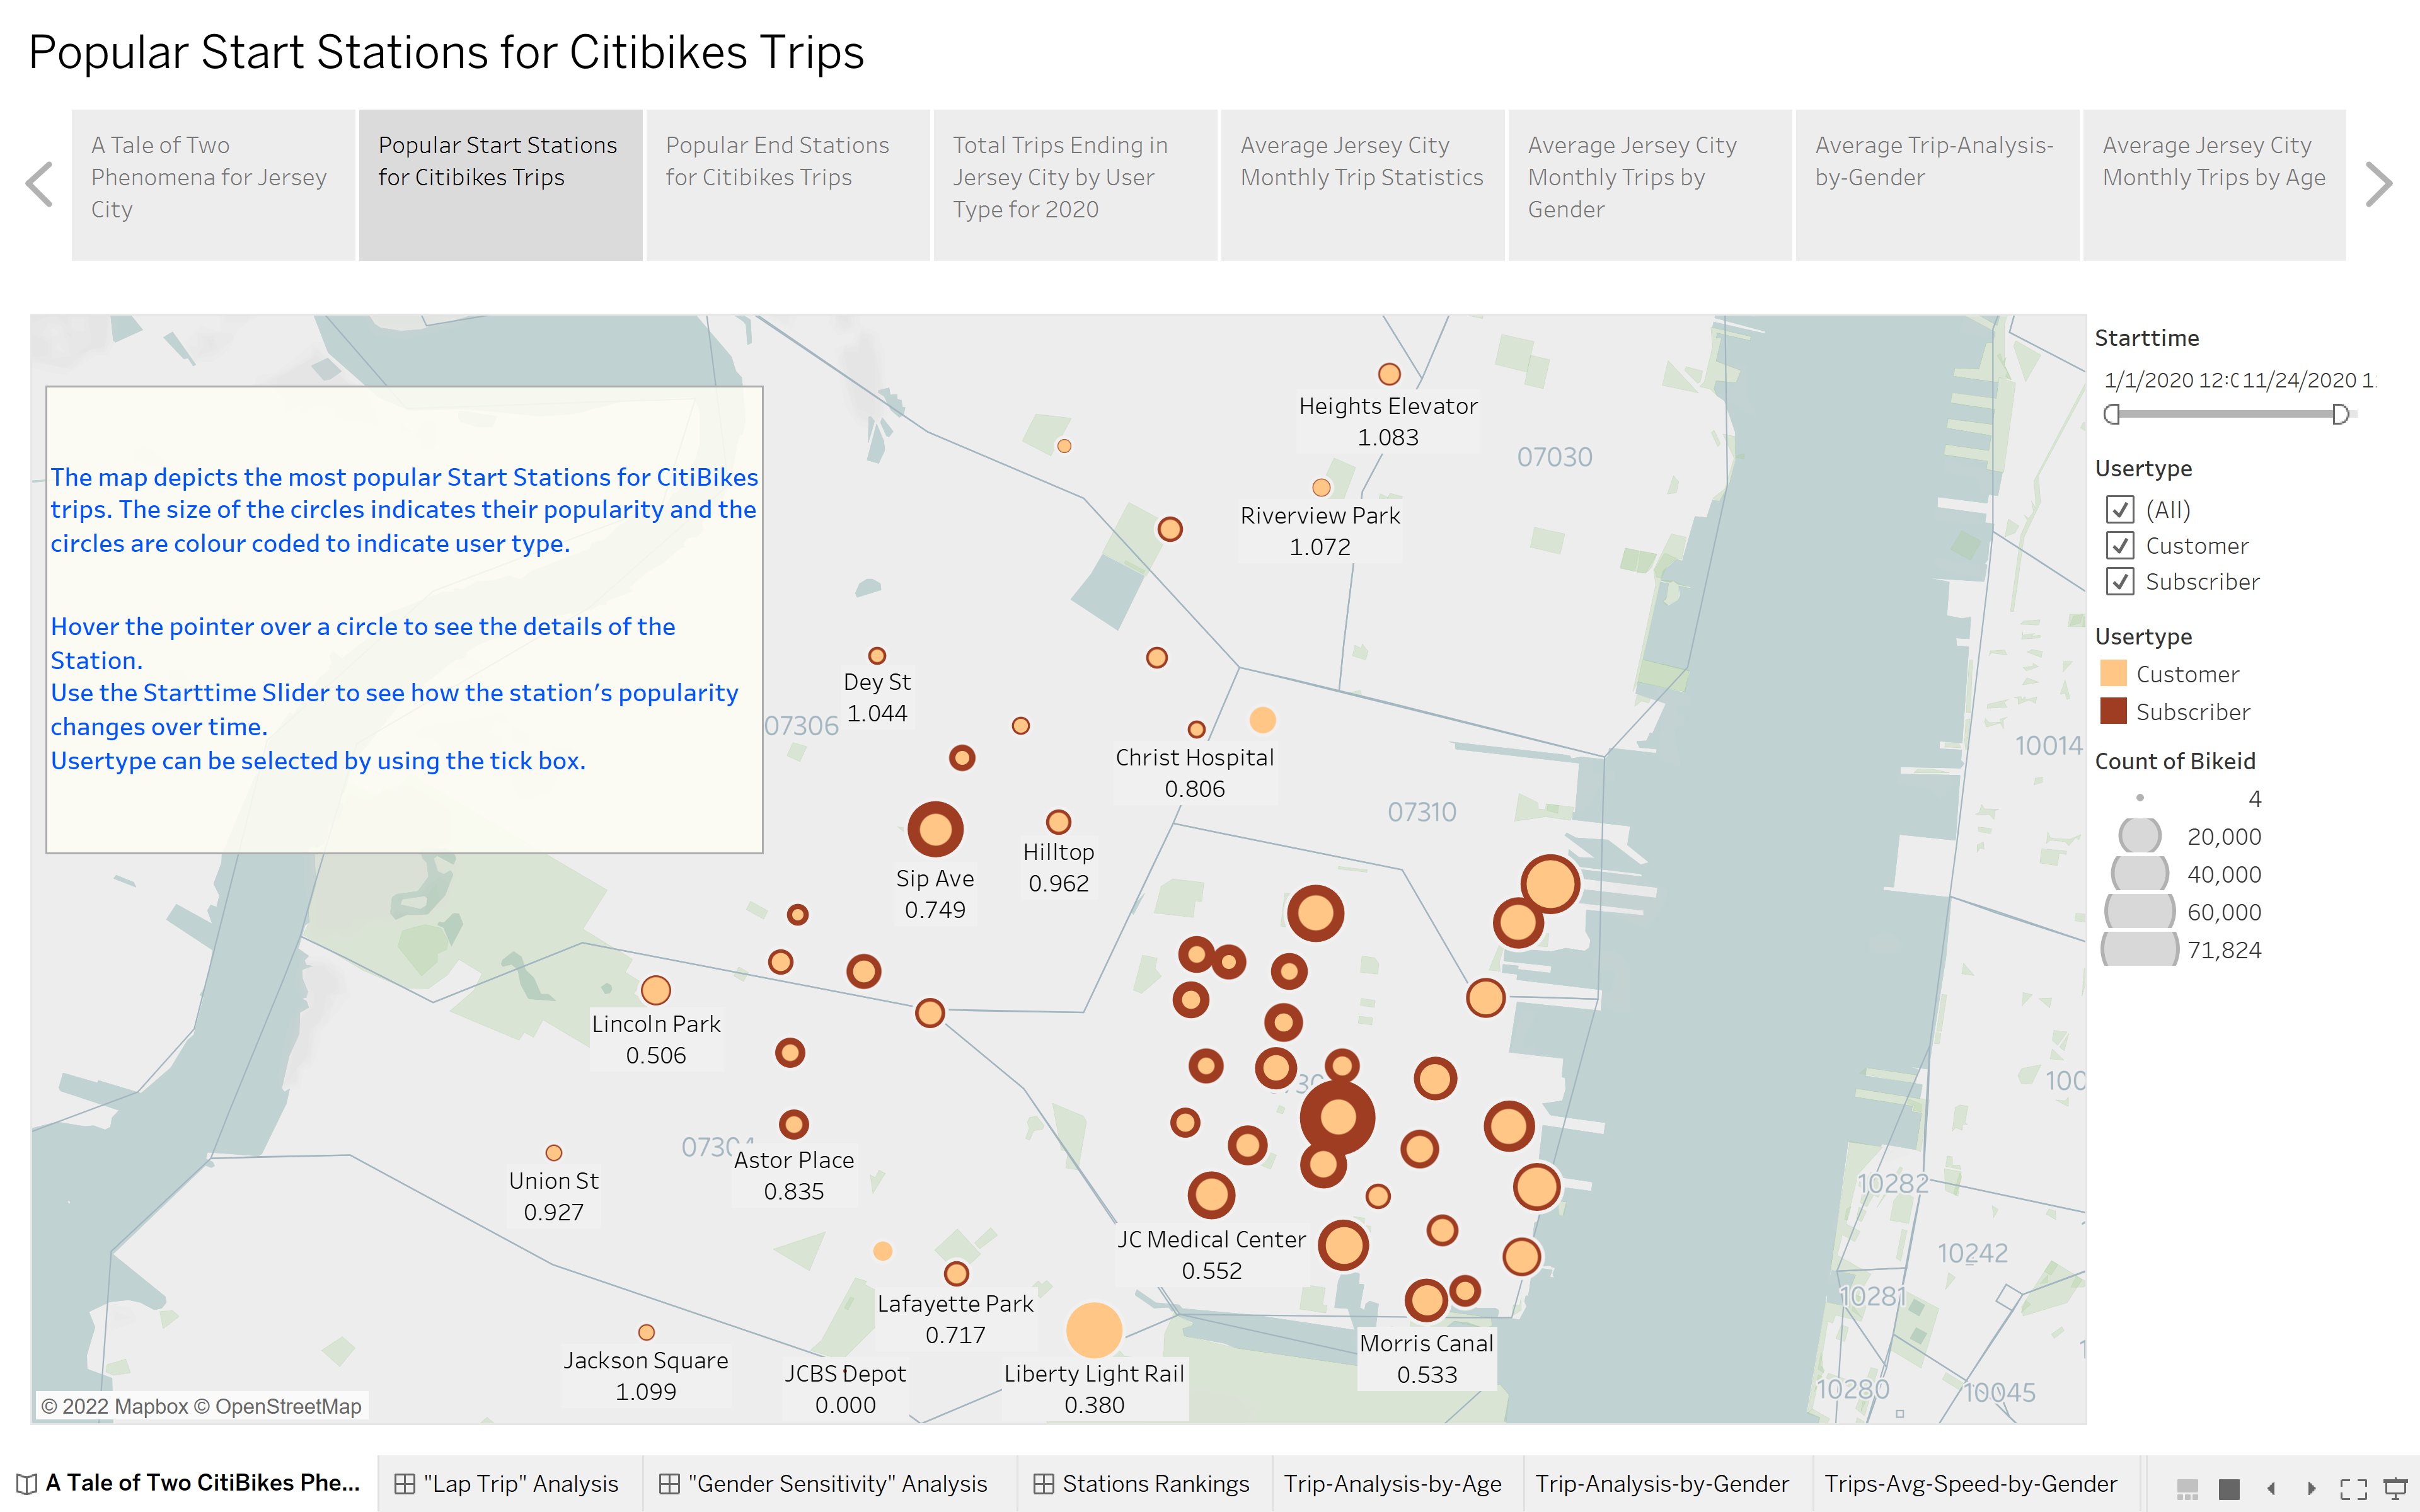 Popular Start Stations for Citibikes Trips
A Tale of Two
Phenomena for Jersey
City
Popular Start Stations
for Citibikes Trips
Popular End Stations
for Citibikes Trips
Total Trips Ending in
Jersey City by User
Type for 2020
Average Jersey City
Monthly Trip Statistics
Average Jersey City
Monthly Trips by
Gender
Average Trip-Analysis-
by-Gender
Average Jersey City
Monthly Trips by Age
The map depicts the most popular Start Stations for CitiBikes
trips. The size of the circles indicates their popularity and the
circles are colour coded to indicate user type.
Hover the pointer over a circle to see the details of the
Station.
Use the Starttime Slider to see how the station's popularity
changes over time.
Usertype can be selected by using the tick box.
Heights Elevator
1.083
07030
Riverview Park
1.072
Dey St
1.044
07306
Christ Hospital
0.806
10014
07310
Sip Ave
0.749
Hilltop
0.962
Lincoln Park
0.506
Union St
0.927
Astor Place
0.835
10282
JC Medical Center
0.552
10242
10281
Lafayette Park
0.717
Jackson Square
1.099
JCBS Depot
0.000
Liberty Light Rail
0.380
Morris Canal
0.533
10280
10045
© 2022 Mapbox © OpenStreetMap
Starttime
1/1/2020 12:0
11/24/2020 1
Usertype
(All)
Customer
Subscriber
Usertype
Customer
Subscriber
Count of Bikeid
4
20,000
40,000
60,000
71,824
A Tale of Two CitiBikes Phe...
"Lap Trip" Analysis
"Gender Sensitivity" Analysis
Stations Rankings
Trip-Analysis-by-Age
Trip-Analysis-by-Gender
Trips-Avg-Speed-by-Gender